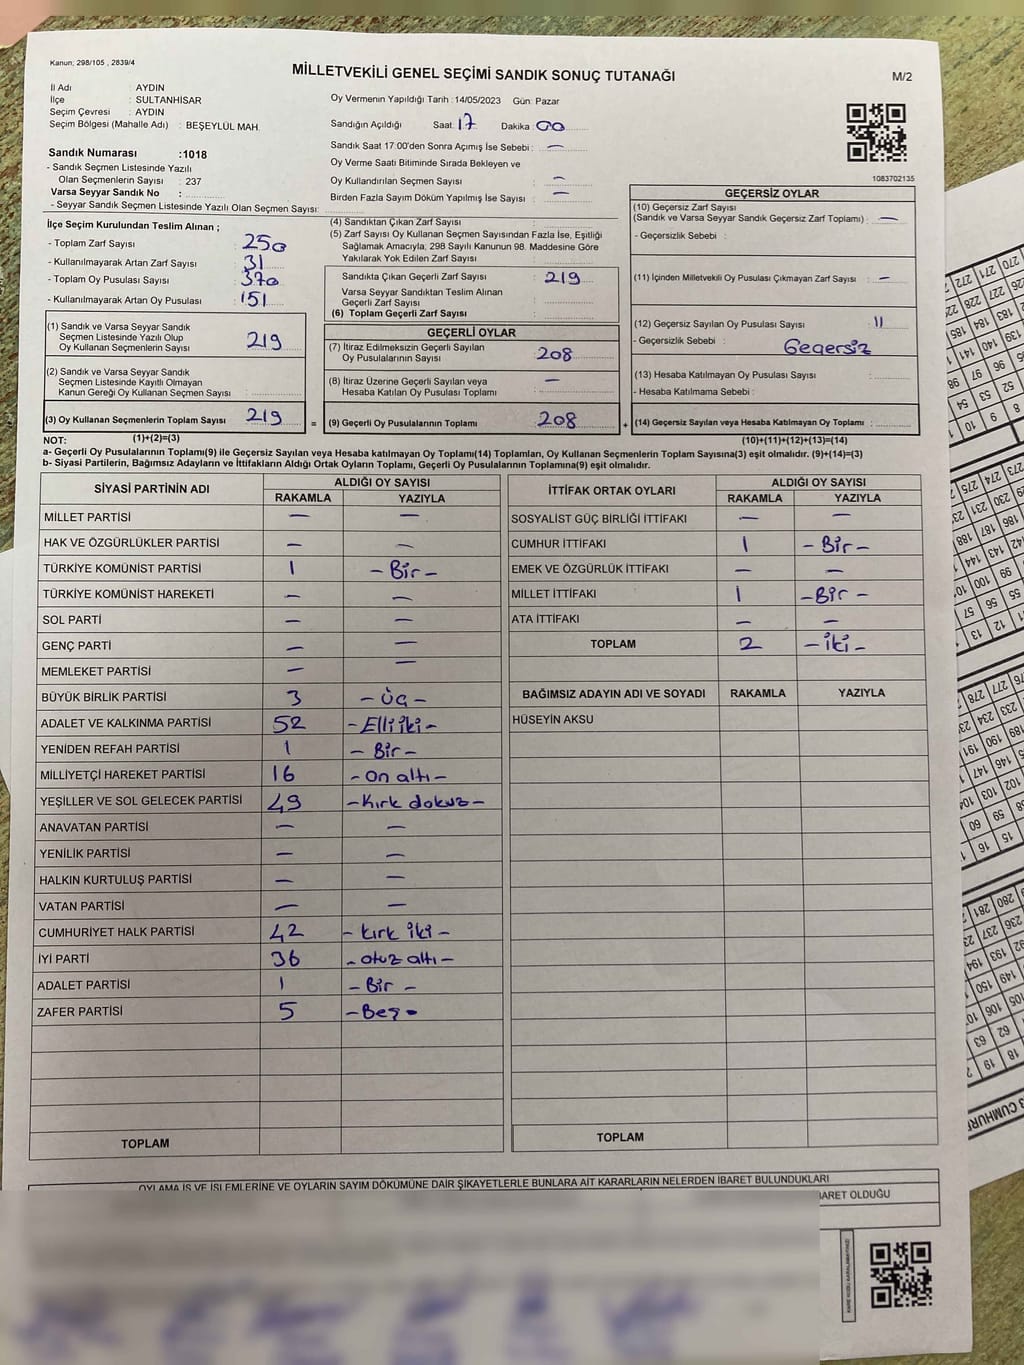 Kanun; 298/105 , 2839/4
MİLLETVEKİLİ GENEL SEÇİMİ SANDIK SONUÇ TUTANAĞI
M/2
İl Adı : AYDIN
İlçe : SULTANHİSAR
Seçim Çevresi : AYDIN
Seçim Bölgesi (Mahalle Adı) : BEŞEYLÜL MAH.
Oy Vermenin Yapıldığı Tarih : 14/05/2023 Gün: Pazar
Sandığın Açıldığı Saat: 17 Dakika : 00
Sandık Saat 17:00'den Sonra Açımış İse Sebebi : —
Oy Verme Saati Bitiminde Sırada Bekleyen ve
Oy Kullandırılan Seçmen Sayısı : —
Birden Fazla Sayım Döküm Yapılmış İse Sayısı : —
1083702135
Sandık Numarası :1018
- Sandık Seçmen Listesinde Yazılı
Olan Seçmenlerin Sayısı : 237
Varsa Seyyar Sandık No :
- Seyyar Sandık Seçmen Listesinde Yazılı Olan Seçmen Sayısı:
İlçe Seçim Kurulundan Teslim Alınan ;
- Toplam Zarf Sayısı : 250
- Kullanılmayarak Artan Zarf Sayısı : 31
- Toplam Oy Pusulası Sayısı : 370
- Kullanılmayarak Artan Oy Pusulası : 151
(1) Sandık ve Varsa Seyyar Sandık
Seçmen Listesinde Yazılı Olup
Oy Kullanan Seçmenlerin Sayısı : 219
(2) Sandık ve Varsa Seyyar Sandık
Seçmen Listesinde Kayıtlı Olmayan
Kanun Gereği Oy Kullanan Seçmen Sayısı :
(3) Oy Kullanan Seçmenlerin Toplam Sayısı : 219
(1)+(2)=(3)
(4) Sandıktan Çıkan Zarf Sayısı :
(5) Zarf Sayısı Oy Kullanan Seçmen Sayısından Fazla İse, Eşitliği
Sağlamak Amacıyla, 298 Sayılı Kanunun 98. Maddesine Göre
Yakılarak Yok Edilen Zarf Sayısı :
Sandıkta Çıkan Geçerli Zarf Sayısı : 219
Varsa Seyyar Sandıktan Teslim Alınan
Geçerli Zarf Sayısı :
(6) Toplam Geçerli Zarf Sayısı :
GEÇERLİ OYLAR
(7) İtiraz Edilmeksizin Geçerli Sayılan
Oy Pusulalarının Sayısı : 208
(8) İtiraz Üzerine Geçerli Sayılan veya
Hesaba Katılan Oy Pusulası Toplamı : —
= (9) Geçerli Oy Pusulalarının Toplamı : 208
GEÇERSİZ OYLAR
(10) Geçersiz Zarf Sayısı
(Sandık ve Varsa Seyyar Sandık Geçersiz Zarf Toplamı) : —
- Geçersizlik Sebebi :
(11) İçinden Milletvekili Oy Pusulası Çıkmayan Zarf Sayısı : —
(12) Geçersiz Sayılan Oy Pusulası Sayısı : 11
- Geçersizlik Sebebi : Geçersiz
(13) Hesaba Katılmayan Oy Pusulası Sayısı :
- Hesaba Katılmama Sebebi :
+ (14) Geçersiz Sayılan veya Hesaba Katılmayan Oy Toplamı :
(10)+(11)+(12)+(13)=(14)
NOT:
a- Geçerli Oy Pusulalarının Toplamı(9) ile Geçersiz Sayılan veya Hesaba katılmayan Oy Toplamı(14) Toplamları, Oy Kullanan Seçmenlerin Toplam Sayısına(3) eşit olmalıdır. (9)+(14)=(3)
b- Siyasi Partilerin, Bağımsız Adayların ve İttifakların Aldığı Ortak Oyların Toplamı, Geçerli Oy Pusulalarının Toplamına(9) eşit olmalıdır.
SİYASİ PARTİNİN ADI ALDIĞI OY SAYISI
RAKAMLA YAZIYLA
MİLLET PARTİSİ — —
HAK VE ÖZGÜRLÜKLER PARTİSİ — —
TÜRKİYE KOMÜNİST PARTİSİ 1 - Bir -
TÜRKİYE KOMÜNİST HAREKETİ — —
SOL PARTİ — —
GENÇ PARTİ — —
MEMLEKET PARTİSİ — —
BÜYÜK BİRLİK PARTİSİ 3 - Üç -
ADALET VE KALKINMA PARTİSİ 52 - Elli iki -
YENİDEN REFAH PARTİSİ 1 - Bir -
MİLLİYETÇİ HAREKET PARTİSİ 16 - On altı -
YEŞİLLER VE SOL GELECEK PARTİSİ 49 - Kırk dokuz -
ANAVATAN PARTİSİ — —
YENİLİK PARTİSİ — —
HALKIN KURTULUŞ PARTİSİ — —
VATAN PARTİSİ — —
CUMHURİYET HALK PARTİSİ 42 - kırk iki -
İYİ PARTİ 36 - otuz altı -
ADALET PARTİSİ 1 - Bir -
ZAFER PARTİSİ 5 - Beş -
TOPLAM
İTTİFAK ORTAK OYLARI ALDIĞI OY SAYISI
RAKAMLA YAZIYLA
SOSYALİST GÜÇ BİRLİĞİ İTTİFAKI — —
CUMHUR İTTİFAKI 1 - Bir -
EMEK VE ÖZGÜRLÜK İTTİFAKI — —
MİLLET İTTİFAKI 1 - Bir -
ATA İTTİFAKI — —
TOPLAM 2 - iki -
BAĞIMSIZ ADAYIN ADI VE SOYADI RAKAMLA YAZIYLA
HÜSEYİN AKSU
TOPLAM
OYLAMA İŞ VE İŞLEMLERİNE VE OYLARIN SAYIM DÖKÜMÜNE DAİR ŞİKAYETLERLE BUNLARA AİT KARARLARIN NELERDEN İBARET BULUNDUKLARI
BARET OLDUĞU